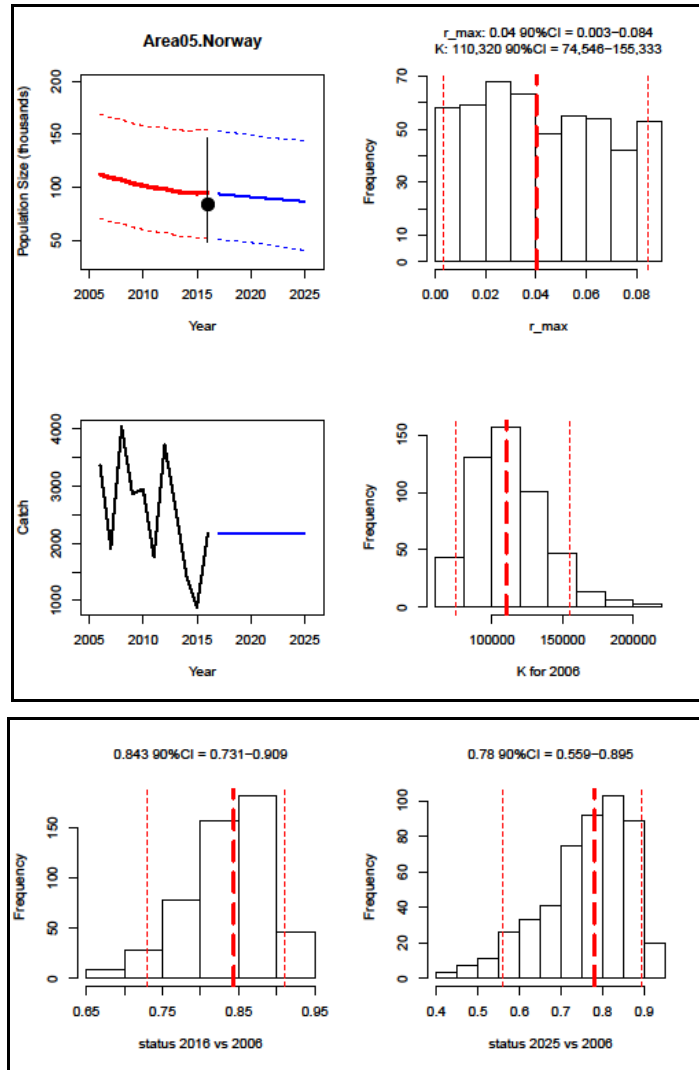 Area05.Norway
Population Size (thousands)
200
150
100
50
2005 2010 2015 2020 2025
Year
r_max: 0.04 90%CI = 0.003−0.084
K: 110,320 90%CI = 74,546−155,333
Frequency
70
50
30
10
0
0.00 0.02 0.04 0.06 0.08
r_max
Catch
4000
3000
2000
1000
2005 2010 2015 2020 2025
Year
Frequency
150
100
50
0
100000 150000 200000
K for 2006
0.843 90%CI = 0.731−0.909
Frequency
150
100
50
0
0.65 0.75 0.85 0.95
status 2016 vs 2006
0.78 90%CI = 0.559−0.895
Frequency
100
80
60
40
20
0
0.4 0.5 0.6 0.7 0.8 0.9
status 2025 vs 2006